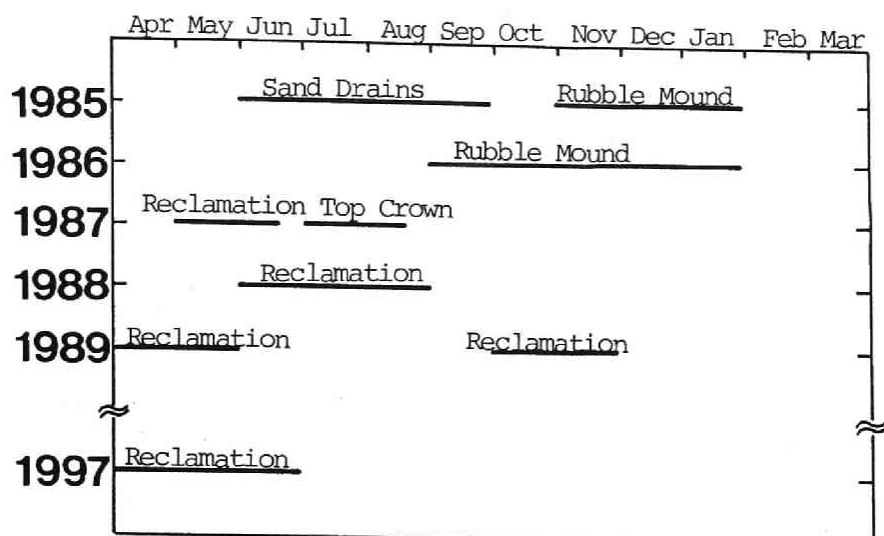 Apr May Jun Jul Aug Sep Oct Nov Dec Jan Feb Mar
1985 Sand Drains Rubble Mound
1986 Rubble Mound
1987 Reclamation Top Crown
1988 Reclamation
1989 Reclamation Reclamation
1997 Reclamation